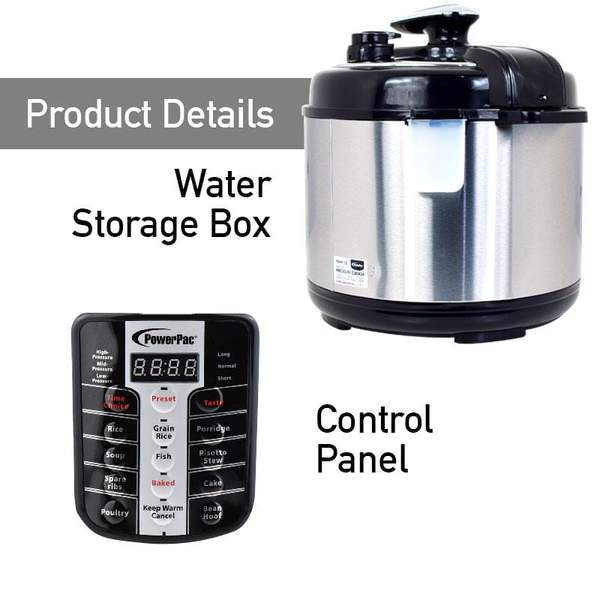 Product Details
Water
Storage Box
PowerPac
High-
Pressure
Mid-
Pressure
Low-
Pressure
8:8:8:8
Long
Normal
Short
Time
Choice
Preset
Taste
Rice
Grain
Rice
Porridge
Soup
Fish
Risotto
Stew
Spare
ribs
Baked
Cake
Poultry
Keep Warm
Cancel
Bean
Hoof
Control
Panel